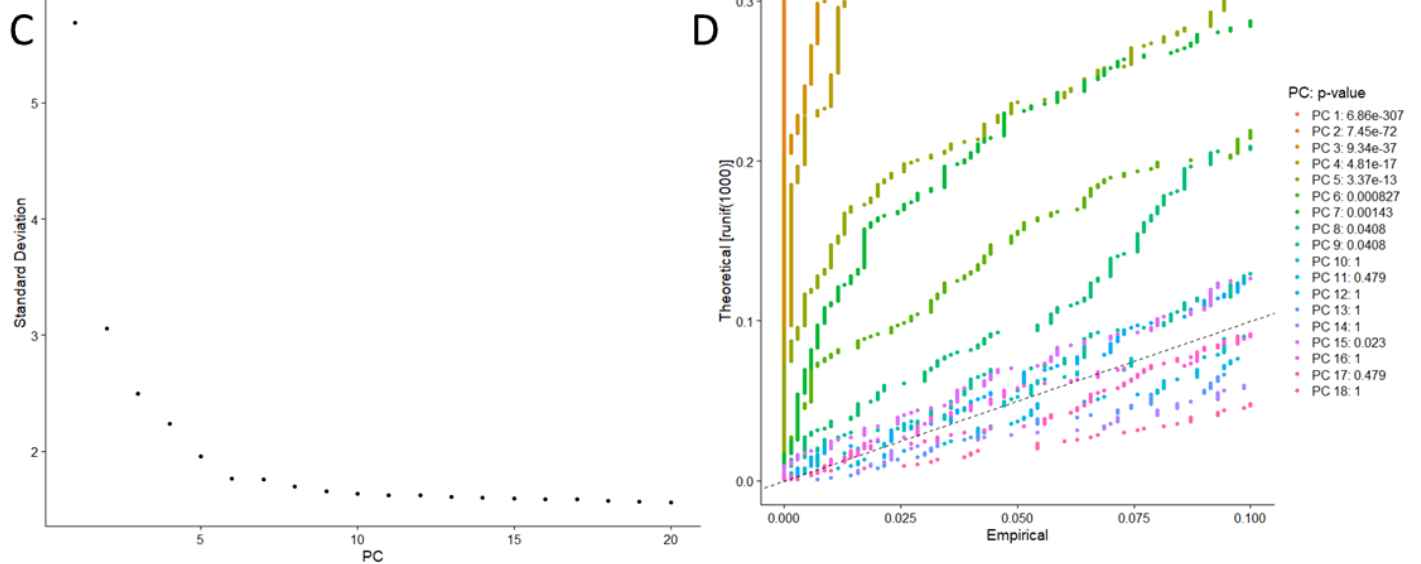 C
Standard Deviation
5
4
3
2
5
10
15
20
PC
D
Theoretical [runif(1000)]
0.3
0.2
0.1
0.0
0.000
0.025
0.050
0.075
0.100
Empirical
PC: p-value
PC 1: 6.86e-307
PC 2: 7.45e-72
PC 3: 9.34e-37
PC 4: 4.81e-17
PC 5: 3.37e-13
PC 6: 0.000827
PC 7: 0.00143
PC 8: 0.0408
PC 9: 0.0408
PC 10: 1
PC 11: 0.479
PC 12: 1
PC 13: 1
PC 14: 1
PC 15: 0.023
PC 16: 1
PC 17: 0.479
PC 18: 1